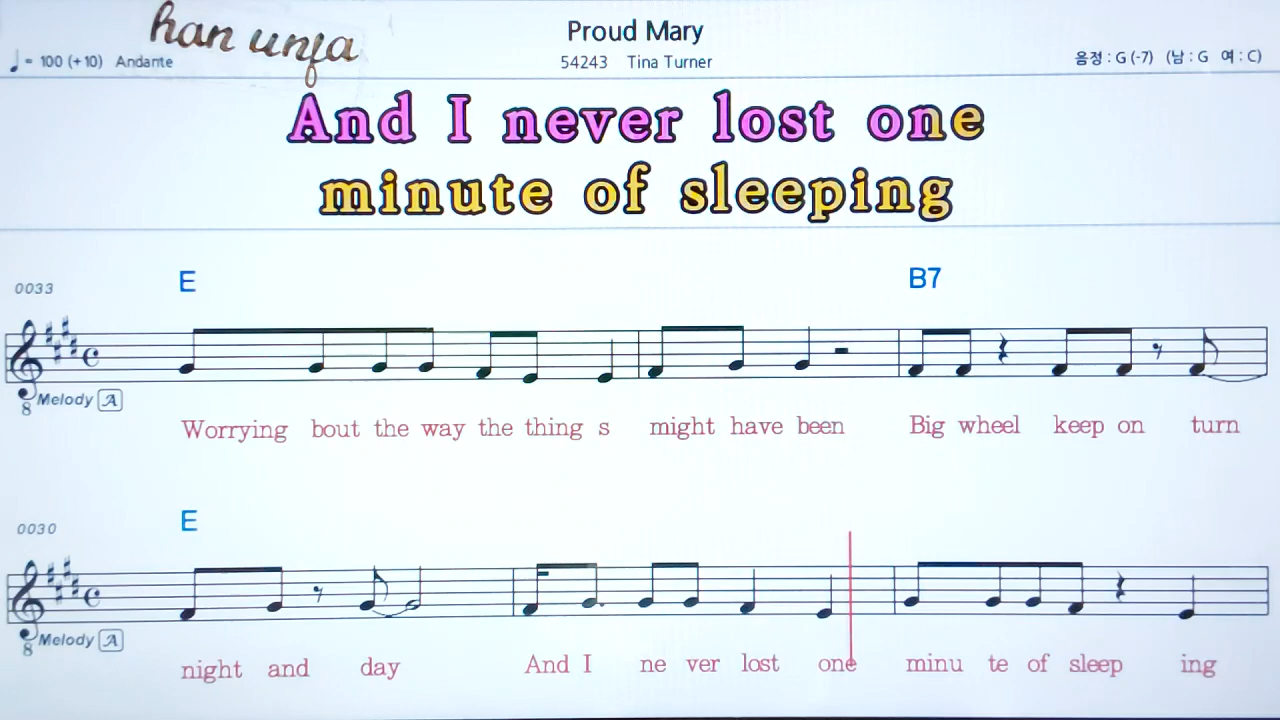 han unja
Proud Mary
♩= 100 (+10) Andante
54243 Tina Turner
음정 : G (-7) (남 : G 여 : C)
And I never lost one
minute of sleeping
0033
E
B7
8 Melody A
Worrying bout the way the thing s might have been Big wheel keep on turn
0030
E
8 Melody A
night and day And I ne ver lost one minu te of sleep ing